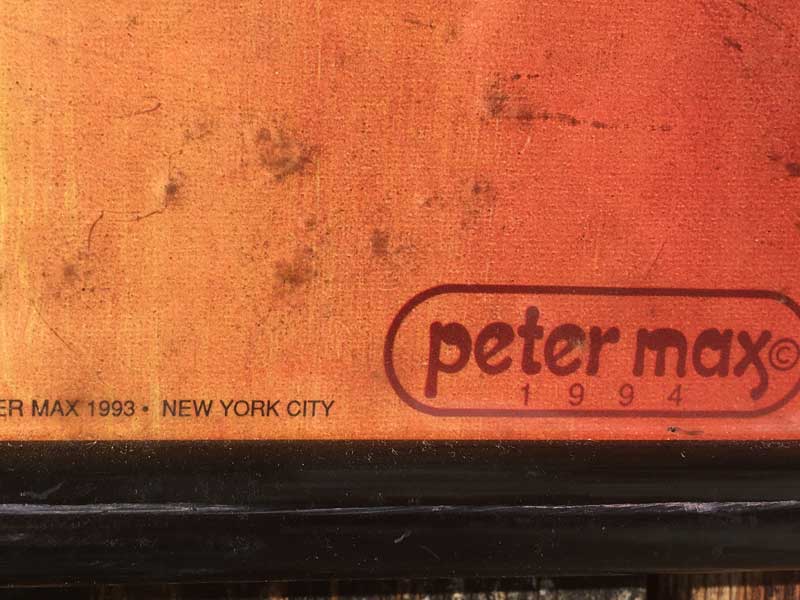 peter max©
1994
ER MAX 1993 • NEW YORK CITY